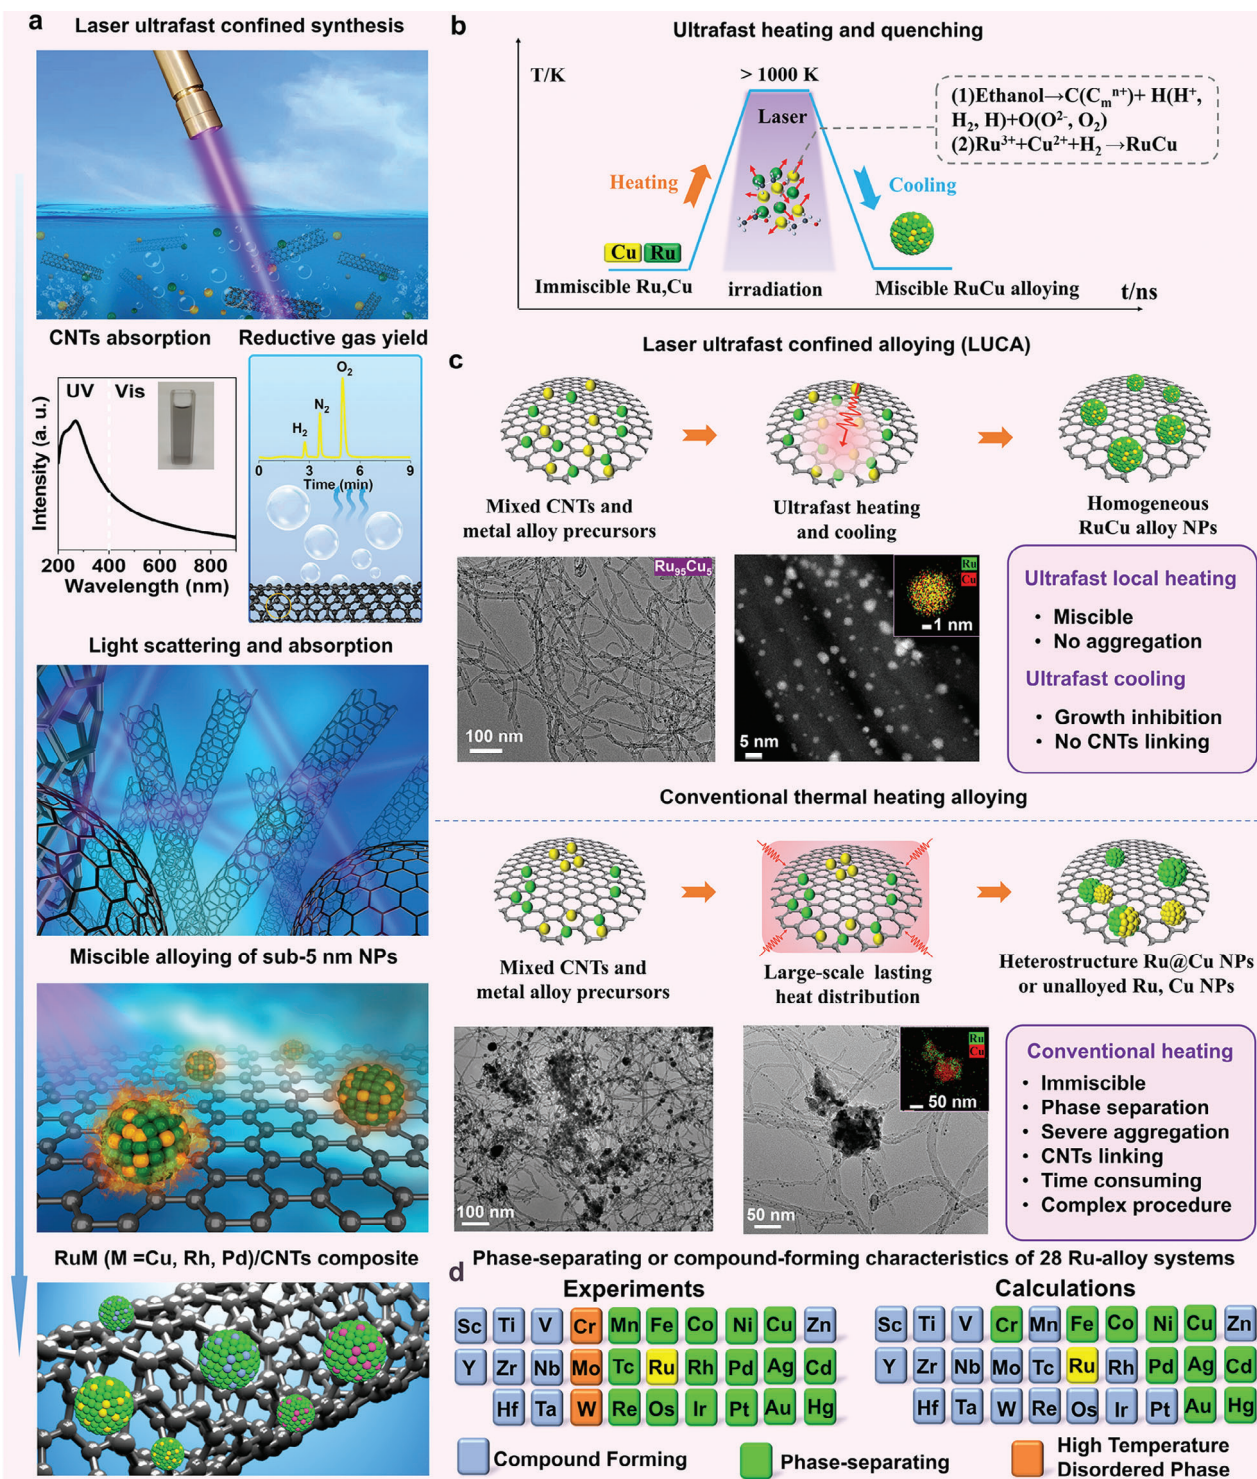 a
Laser ultrafast confined synthesis
CNTs absorption
Reductive gas yield
Intensity (a. u.)
UV
Vis
200 400 600 800
Wavelength (nm)
H2
N2
O2
0 3 6 9
Time (min)
Light scattering and absorption
Miscible alloying of sub-5 nm NPs
RuM (M =Cu, Rh, Pd)/CNTs composite
b
Ultrafast heating and quenching
T/K
> 1000 K
Laser
(1)Ethanol→C(Cmⁿ⁺)+ H(H⁺,
H2, H)+O(O²⁻, O2)
(2)Ru³⁺+Cu²⁺+H2→RuCu
Heating
Cooling
Cu Ru
Immiscible Ru,Cu
irradiation
Miscible RuCu alloying
t/ns
c
Laser ultrafast confined alloying (LUCA)
Mixed CNTs and
metal alloy precursors
Ultrafast heating
and cooling
Homogeneous
RuCu alloy NPs
Ru95Cu5
100 nm
Ru
Cu
1 nm
5 nm
Ultrafast local heating
• Miscible
• No aggregation
Ultrafast cooling
• Growth inhibition
• No CNTs linking
Conventional thermal heating alloying
Mixed CNTs and
metal alloy precursors
Large-scale lasting
heat distribution
Heterostructure Ru@Cu NPs
or unalloyed Ru, Cu NPs
100 nm
Ru
Cu
50 nm
50 nm
Conventional heating
• Immiscible
• Phase separation
• Severe aggregation
• CNTs linking
• Time consuming
• Complex procedure
d
Phase-separating or compound-forming characteristics of 28 Ru-alloy systems
Experiments
Sc Ti V Cr Mn Fe Co Ni Cu Zn
Y Zr Nb Mo Tc Ru Rh Pd Ag Cd
Hf Ta W Re Os Ir Pt Au Hg
Calculations
Sc Ti V Cr Mn Fe Co Ni Cu Zn
Y Zr Nb Mo Tc Ru Rh Pd Ag Cd
Hf Ta W Re Os Ir Pt Au Hg
Compound Forming
Phase-separating
High Temperature
Disordered Phase